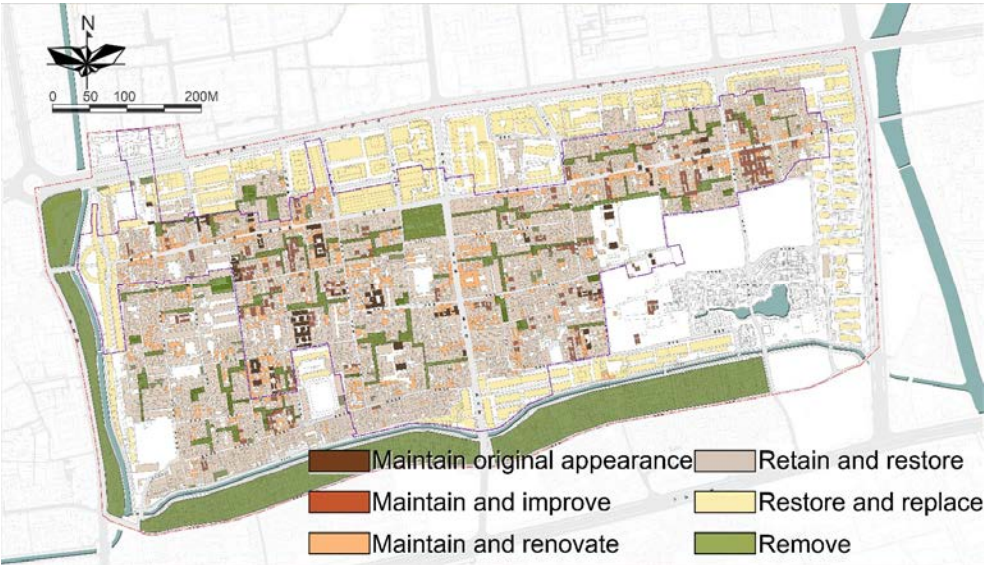 N
0 50 100 200M
Maintain original appearance
Retain and restore
Maintain and improve
Restore and replace
Maintain and renovate
Remove